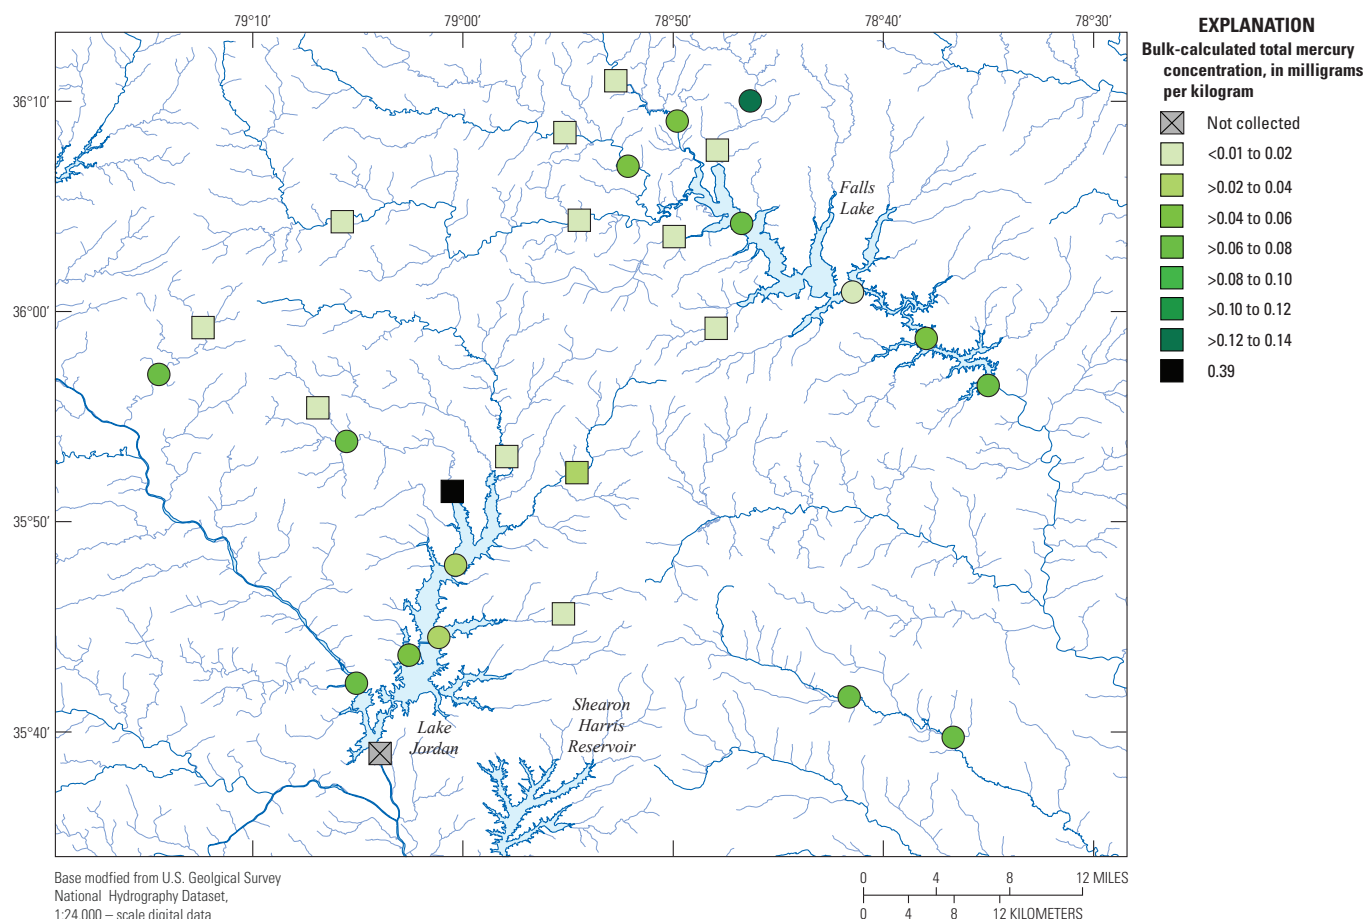 79°10′ 79°00′ 78°50′ 78°40′ 78°30′
EXPLANATION
Bulk-calculated total mercury
concentration, in milligrams
per kilogram
Not collected
<0.01 to 0.02
>0.02 to 0.04
>0.04 to 0.06
>0.06 to 0.08
>0.08 to 0.10
>0.10 to 0.12
>0.12 to 0.14
0.39
36°10′
36°00′
35°50′
35°40′
Falls
Lake
Lake
Jordan
Shearon
Harris
Reservoir
Base modfied from U.S. Geolgical Survey
National Hydrography Dataset,
1:24,000 – scale digital data
0 4 8 12 MILES
0 4 8 12 KILOMETERS